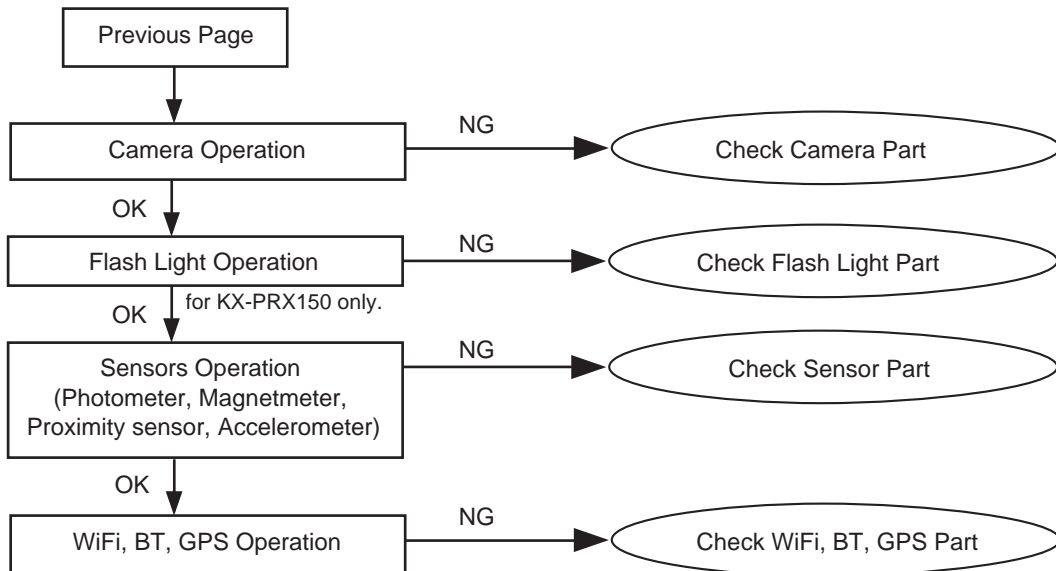 Previous Page
Camera Operation
NG
Check Camera Part
OK
Flash Light Operation
NG
Check Flash Light Part
OK
for KX-PRX150 only.
Sensors Operation
(Photometer, Magnetmeter,
Proximity sensor, Accelerometer)
NG
Check Sensor Part
OK
WiFi, BT, GPS Operation
NG
Check WiFi, BT, GPS Part